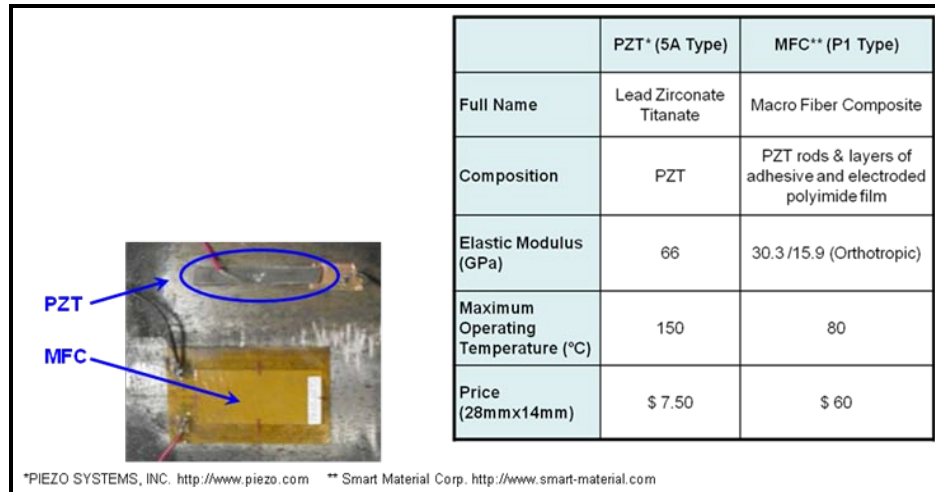 PZT* (5A Type) MFC** (P1 Type)
Full Name Lead Zirconate Titanate Macro Fiber Composite
Composition PZT PZT rods & layers of adhesive and electroded polyimide film
Elastic Modulus (GPa) 66 30.3 /15.9 (Orthotropic)
Maximum Operating Temperature (°C) 150 80
Price (28mmx14mm) $ 7.50 $ 60
PZT
MFC
*PIEZO SYSTEMS, INC. http://www.piezo.com ** Smart Material Corp. http://www.smart-material.com